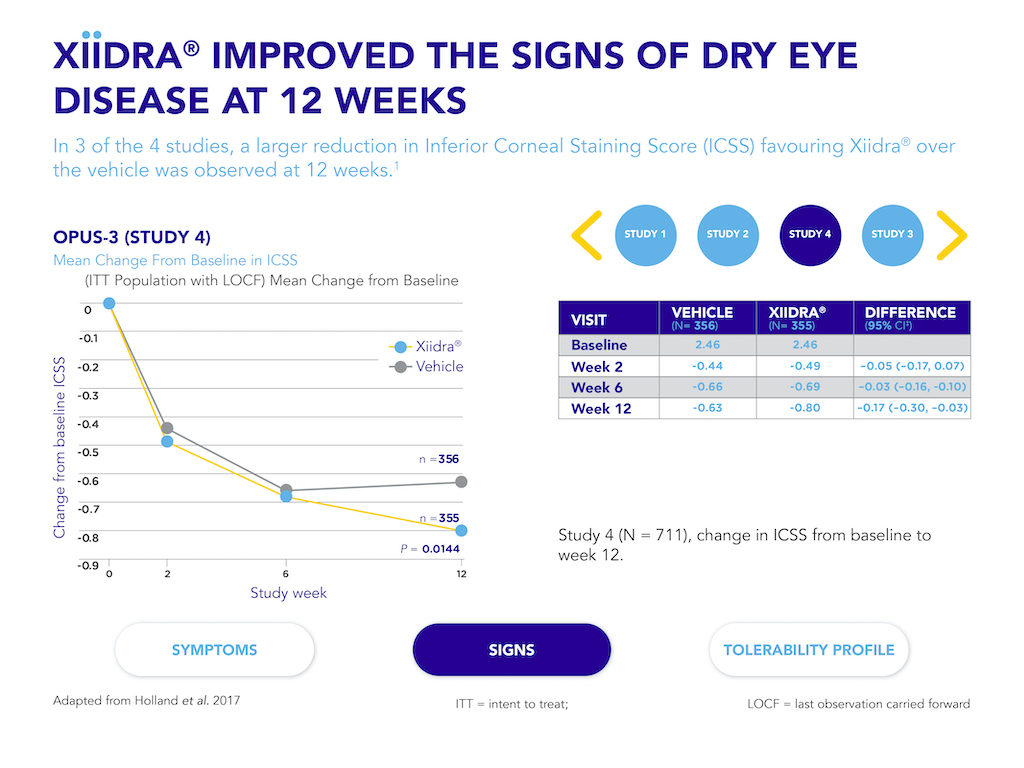 XïïDRA® IMPROVED THE SIGNS OF DRY EYE
DISEASE AT 12 WEEKS
In 3 of the 4 studies, a larger reduction in Inferior Corneal Staining Score (ICSS) favouring Xiidra® over
the vehicle was observed at 12 weeks.¹
STUDY 1
STUDY 2
STUDY 4
STUDY 3
OPUS-3 (STUDY 4)
Mean Change From Baseline in ICSS
(ITT Population with LOCF) Mean Change from Baseline
Change from baseline ICSS
0
-0.1
-0.2
-0.3
-0.4
-0.5
-0.6
-0.7
-0.8
-0.9
Xiidra®
Vehicle
n =356
n =355
P = 0.0144
0 2 6 12
Study week
VISIT VEHICLE (N= 356) XIIDRA® (N= 355) DIFFERENCE (95% CI‡)
Baseline 2.46 2.46
Week 2 -0.44 -0.49 −0.05 (−0.17, 0.07)
Week 6 -0.66 -0.69 −0.03 (−0.16, −0.10)
Week 12 -0.63 -0.80 −0.17 (−0.30, −0.03)
Study 4 (N = 711), change in ICSS from baseline to
week 12.
SYMPTOMS
SIGNS
TOLERABILITY PROFILE
Adapted from Holland et al. 2017
ITT = intent to treat;
LOCF = last observation carried forward